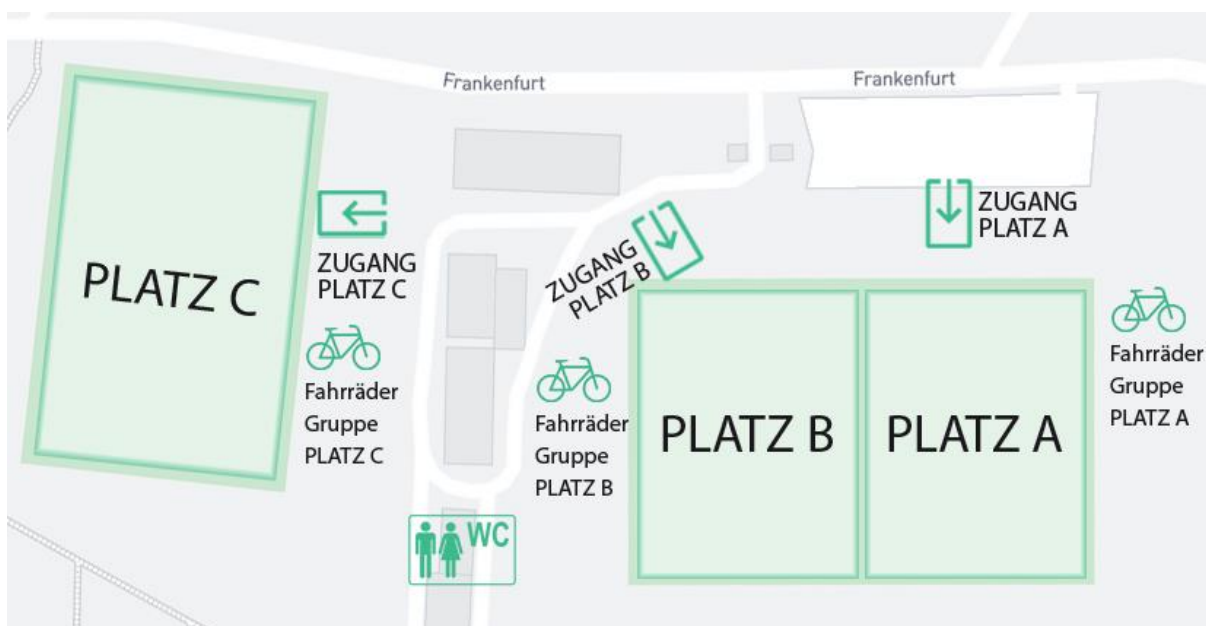 Frankenfurt
Frankenfurt
PLATZ C
ZUGANG
PLATZ C
Fahrräder
Gruppe
PLATZ C
ZUGANG
PLATZ B
Fahrräder
Gruppe
PLATZ B
PLATZ B
ZUGANG
PLATZ A
PLATZ A
Fahrräder
Gruppe
PLATZ A
WC